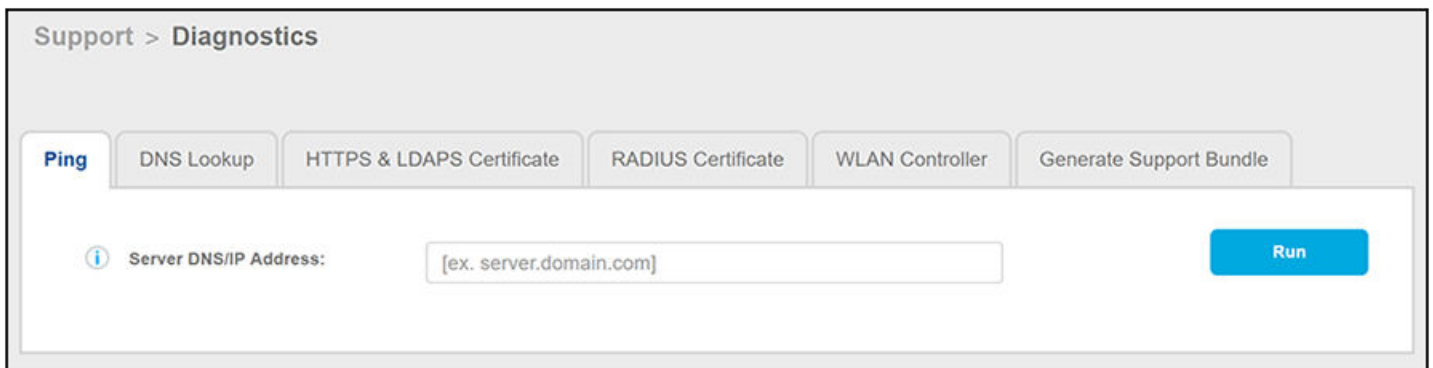 Support > Diagnostics
Ping DNS Lookup HTTPS & LDAPS Certificate RADIUS Certificate WLAN Controller Generate Support Bundle
i Server DNS/IP Address: [ex. server.domain.com] Run